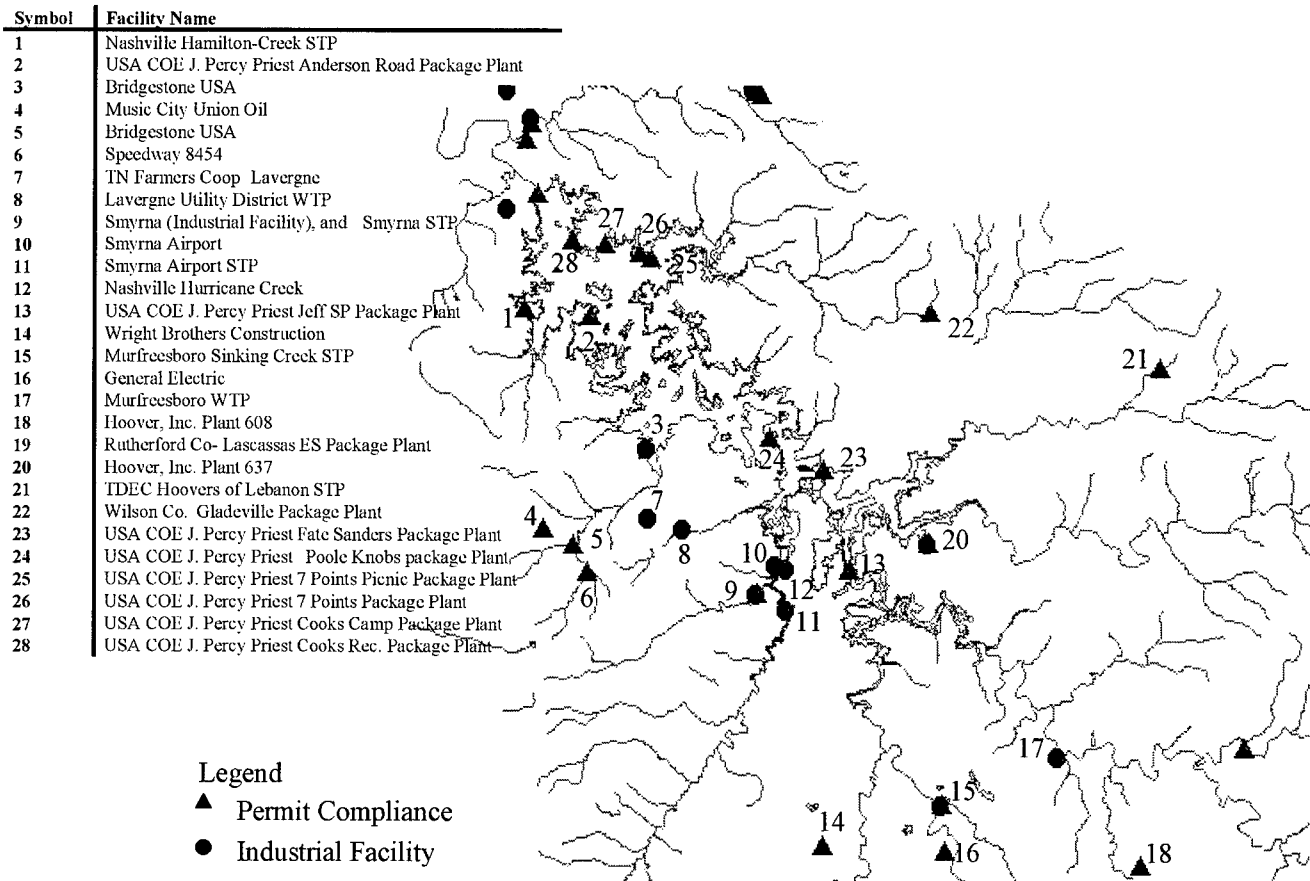 Symbol Facility Name
1 Nashville Hamilton-Creek STP
2 USA COE J. Percy Priest Anderson Road Package Plant
3 Bridgestone USA
4 Music City Union Oil
5 Bridgestone USA
6 Speedway 8454
7 TN Farmers Coop Lavergne
8 Lavergne Utility District WTP
9 Smyrna (Industrial Facility), and Smyrna STP
10 Smyrna Airport
11 Smyrna Airport STP
12 Nashville Hurricane Creek
13 USA COE J. Percy Priest Jeff SP Package Plant
14 Wright Brothers Construction
15 Murfreesboro Sinking Creek STP
16 General Electric
17 Murfreesboro WTP
18 Hoover, Inc. Plant 608
19 Rutherford Co- Lascassas ES Package Plant
20 Hoover, Inc. Plant 637
21 TDEC Hoovers of Lebanon STP
22 Wilson Co. Gladeville Package Plant
23 USA COE J. Percy Priest Fate Sanders Package Plant
24 USA COE J. Percy Priest Poole Knobs package Plant
25 USA COE J. Percy Priest 7 Points Picnic Package Plant
26 USA COE J. Percy Priest 7 Points Package Plant
27 USA COE J. Percy Priest Cooks Camp Package Plant
28 USA COE J. Percy Priest Cooks Rec. Package Plant
27
26
28
25
1
2
22
21
3
24
23
4
5
7
8
20
10
13
6
9
12
11
17
15
14
16
18
Legend
Permit Compliance
Industrial Facility